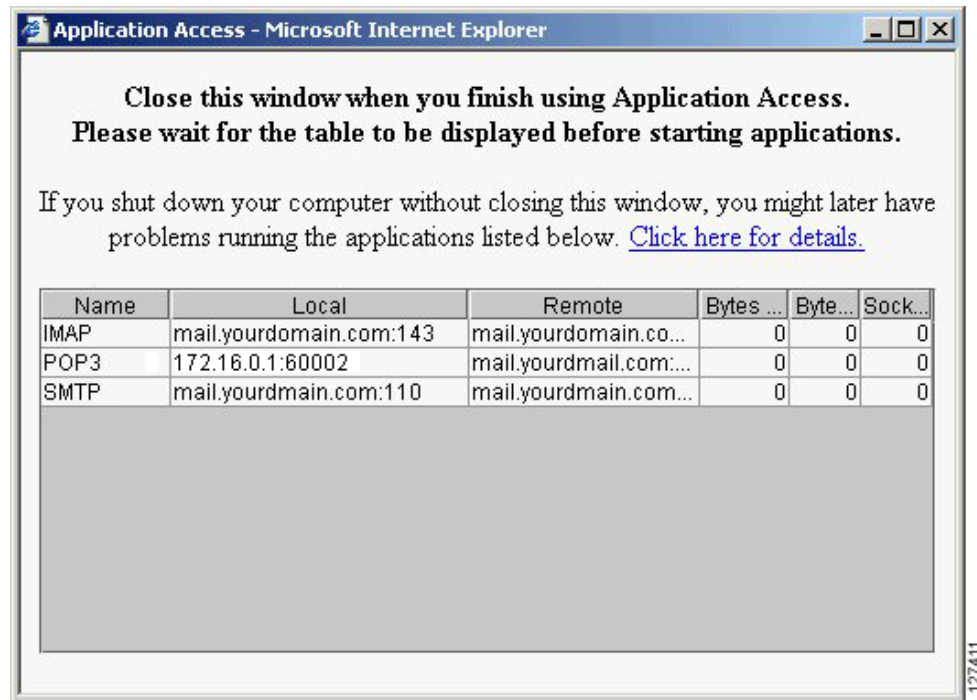 Application Access - Microsoft Internet Explorer
Close this window when you finish using Application Access.
Please wait for the table to be displayed before starting applications.
If you shut down your computer without closing this window, you might later have
problems running the applications listed below. Click here for details.
Name Local Remote Bytes ... Byte... Sock...
IMAP mail.yourdomain.com:143 mail.yourdomain.co... 0 0 0
POP3 172.16.0.1:60002 mail.yourdmail.com:... 0 0 0
SMTP mail.yourdmain.com:110 mail.yourdmain.com... 0 0 0
127411